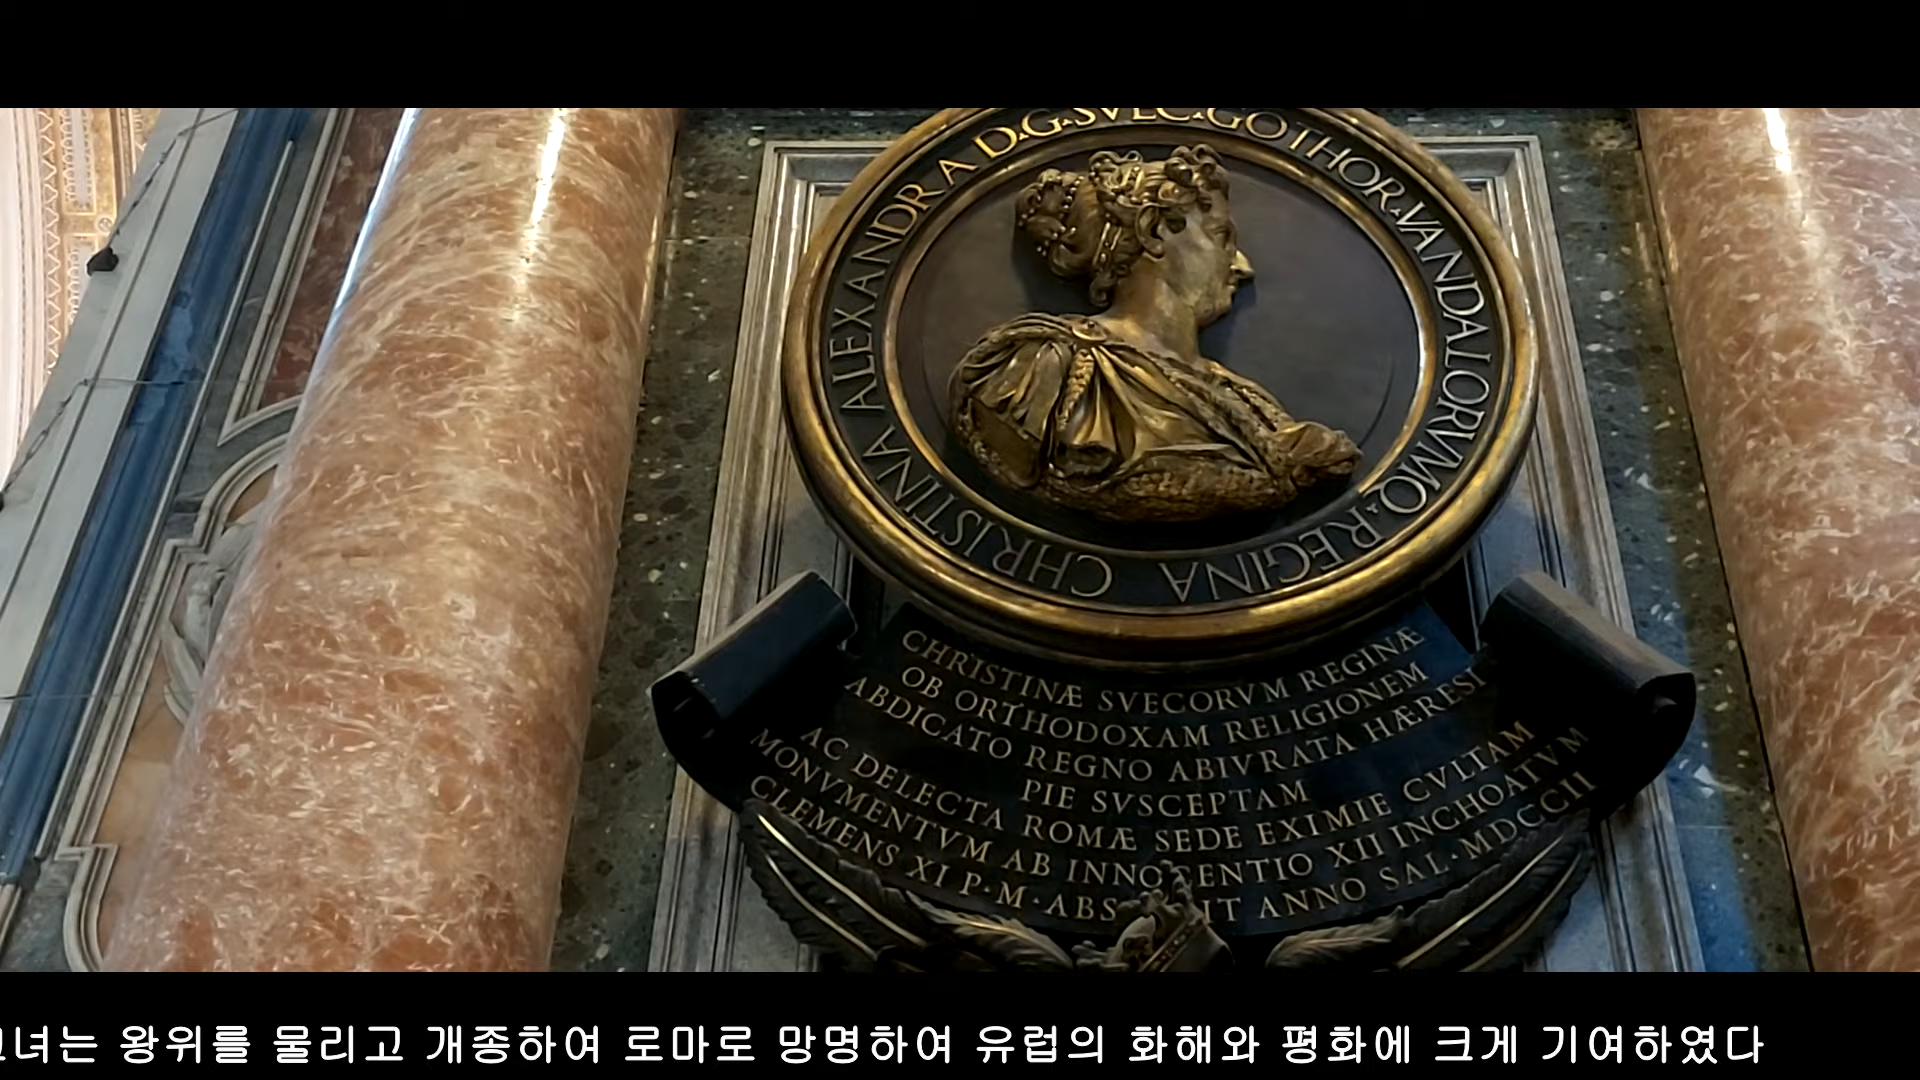 CHRISTINA ALEXANDRA D.G.SVEC.GOTHOR.VANDALORVMQ.REGINA
CHRISTINÆ SVECORVM REGINÆ
OB ORTHODOXAM RELIGIONEM
ABDICATO REGNO ABIVRATA HÆRESI
PIE SVSCEPTAM
AC DELECTA ROMÆ SEDE EXIMIE CVLTAM
MONVMENTVM AB INNOCENTIO XII INCHOATVM
CLEMENS XI P·M·ANNO SAL·MDCCII
녀는 왕위를 물리고 개종하여 로마로 망명하여 유럽의 화해와 평화에 크게 기여하였다